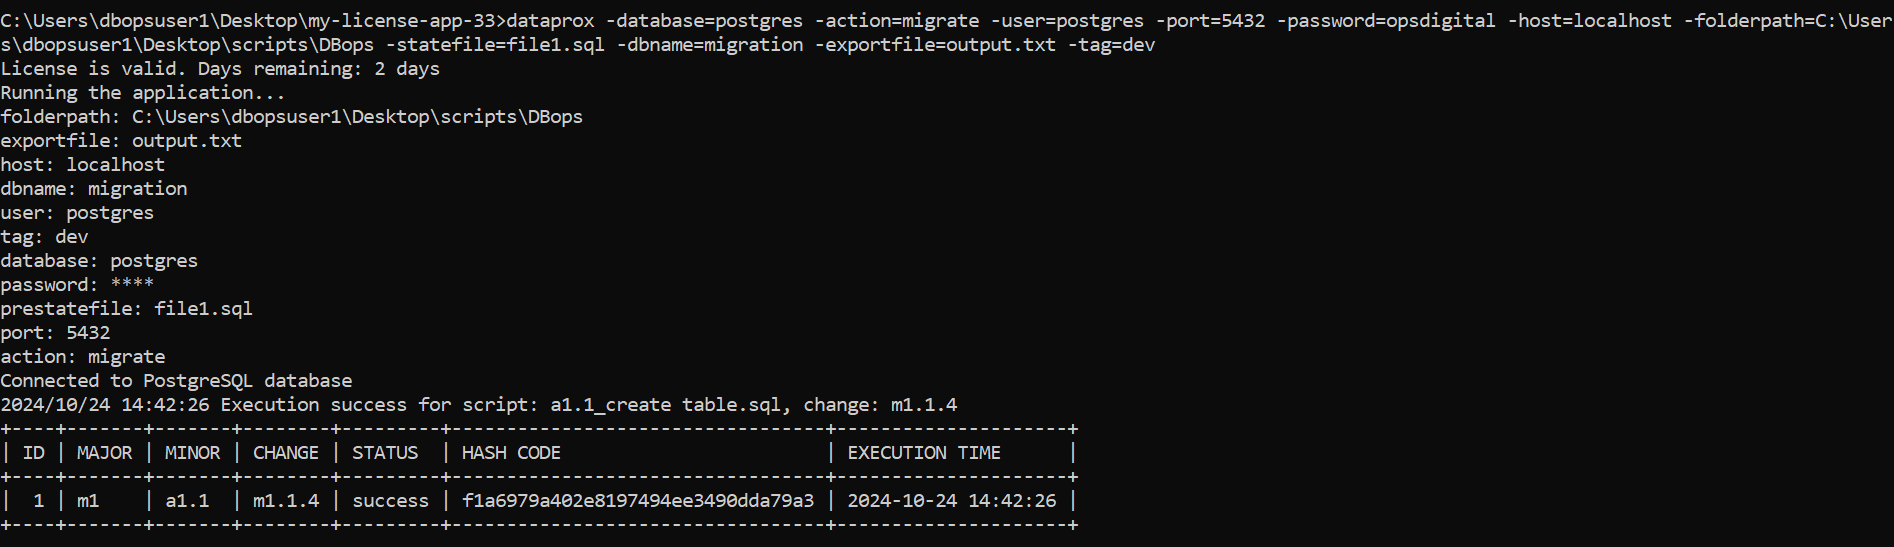 C:\Users\dbopsuser1\Desktop\my-license-app-33>dataprox -database=postgres -action=migrate -user=postgres -port=5432 -password=opsdigital -host=localhost -folderpath=C:\User
s\dbopsuser1\Desktop\scripts\DBops -statefile=file1.sql -dbname=migration -exportfile=output.txt -tag=dev
License is valid. Days remaining: 2 days
Running the application...
folderpath: C:\Users\dbopsuser1\Desktop\scripts\DBops
exportfile: output.txt
host: localhost
dbname: migration
user: postgres
tag: dev
database: postgres
password: ****
prestatefile: file1.sql
port: 5432
action: migrate
Connected to PostgreSQL database
2024/10/24 14:42:26 Execution success for script: a1.1_create table.sql, change: m1.1.4
+----+-------+-------+--------+---------+----------------------------------+---------------------+
| ID | MAJOR | MINOR | CHANGE | STATUS  | HASH CODE                        | EXECUTION TIME      |
+----+-------+-------+--------+---------+----------------------------------+---------------------+
|  1 | m1    | a1.1  | m1.1.4 | success | f1a6979a402e8197494ee3490dda79a3 | 2024-10-24 14:42:26 |
+----+-------+-------+--------+---------+----------------------------------+---------------------+